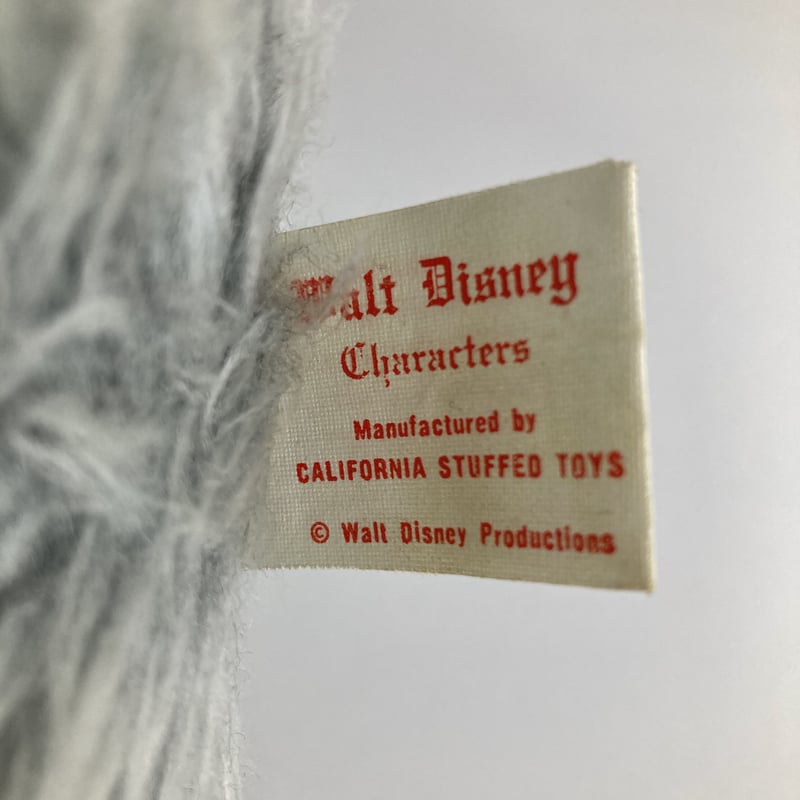 Walt Disney
Characters
Manufactured by
CALIFORNIA STUFFED TOYS
© Walt Disney Productions